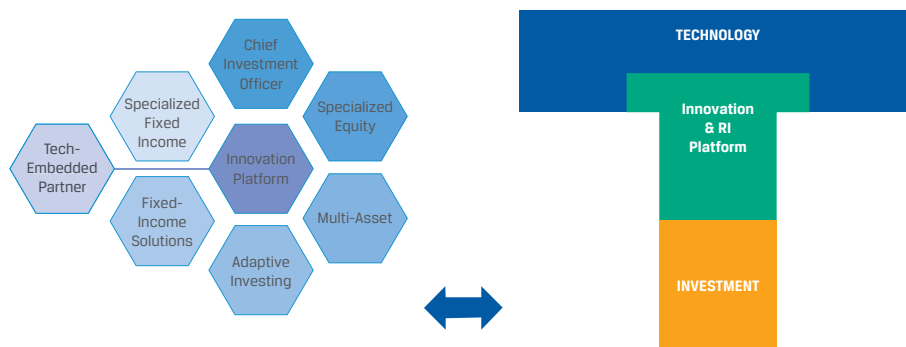 Chief
Investment
Officer
Specialized
Fixed
Income
Specialized
Equity
Tech-
Embedded
Partner
Innovation
Platform
Fixed-
Income
Solutions
Multi-Asset
Adaptive
Investing
TECHNOLOGY
Innovation
& RI
Platform
INVESTMENT